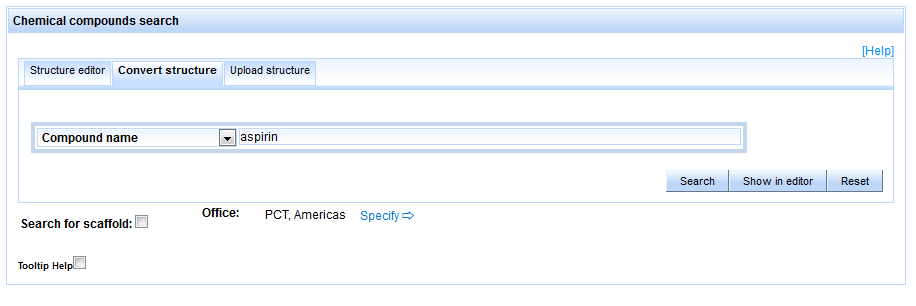 Chemical compounds search
[Help]
Structure editor Convert structure Upload structure
Compound name aspirin
Search Show in editor Reset
Search for scaffold: Office: PCT, Americas Specify ⇨
Tooltip Help